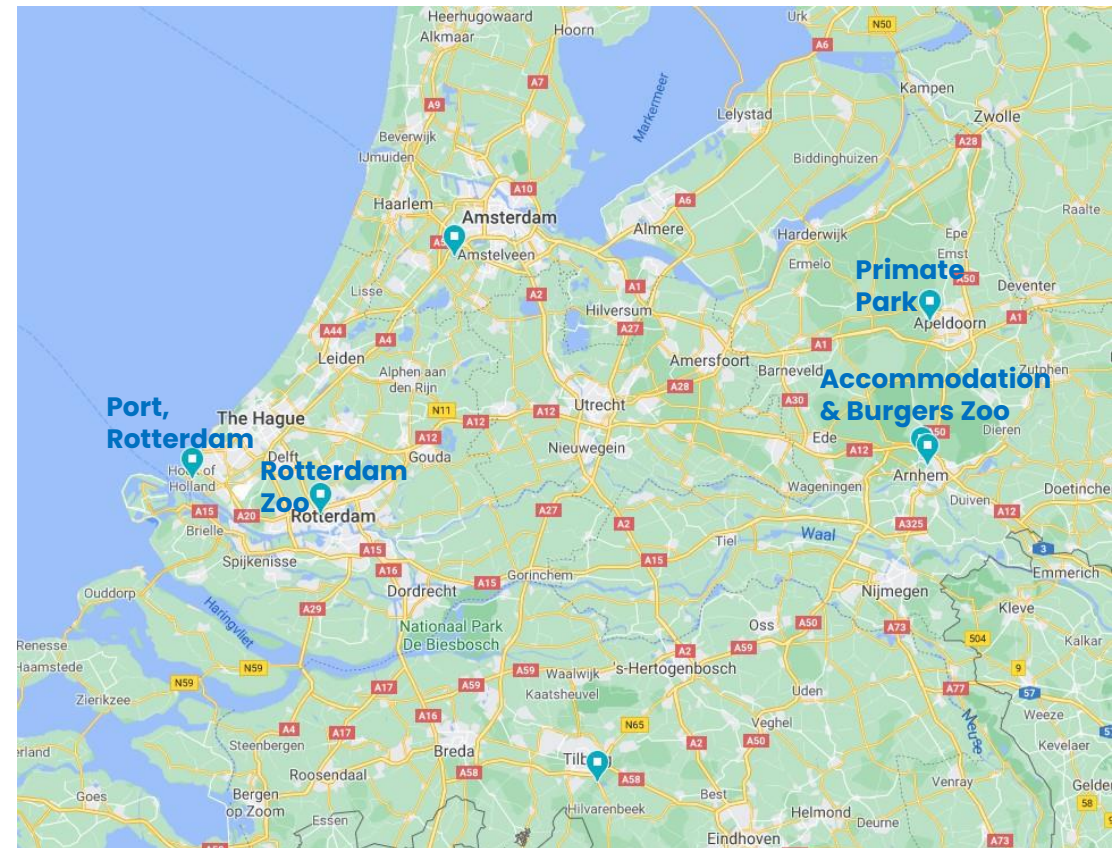 Heerhugowaard
Hoorn
Urk
N50
Alkmaar
A6
A7
Kampen
A9
Markermeer
Lelystad
Zwolle
Beverwijk
A28
IJmuiden
Biddinghuizen
A10
Haarlem
A6
Raalte
Amsterdam
Almere
Harderwijk
Epe
Amstelveen
Emst
Ermelo
Primate
Park
A50
Deventer
Lisse
A2
A1
Hilversum
Apeldoorn
A1
A44
A27
A4
A1
Leiden
Amersfoort
Barneveld
Zutphen
Alphen aan
den Rijn
A28
Accommodation
& Burgers Zoo
A30
Port,
Rotterdam
The Hague
N11
A12
Utrecht
A12
A50
Dieren
A12
Ede
Nieuwegein
A12
Delft
Gouda
Rotterdam
Zoo
Holland
Arnhem
Wageningen
Doetinche
Duiven
A15
A20
Rotterdam
A27
A2
A325
A12
Brielle
Waal
Tiel
A15
3
Spijkenisse
A16
A15
A15
Gorinchem
Emmerich
Ouddorp
Dordrecht
Nijmegen
A29
Haringvliet
Nationaal Park
De Biesbosch
Oss
A50
A73
Kleve
Renesse
504
Kalkar
Haamstede
A2
A59
N59
A59
Waalwijk
's-Hertogenbosch
9
N59
A17
A59
Kaatsheuvel
Uden
A77
57
Zierikzee
A16
Weeze
N65
Veghel
Meuse
A4
A17
Steenbergen
Breda
A2
A50
Kevelaer
erland
Roosendaal
A58
A58
Venray
Goes
Bergen
op Zoom
Hilvarenbeek
Best
Gelder
Essen
Helmond
Deurne
58
Eindhoven
A73